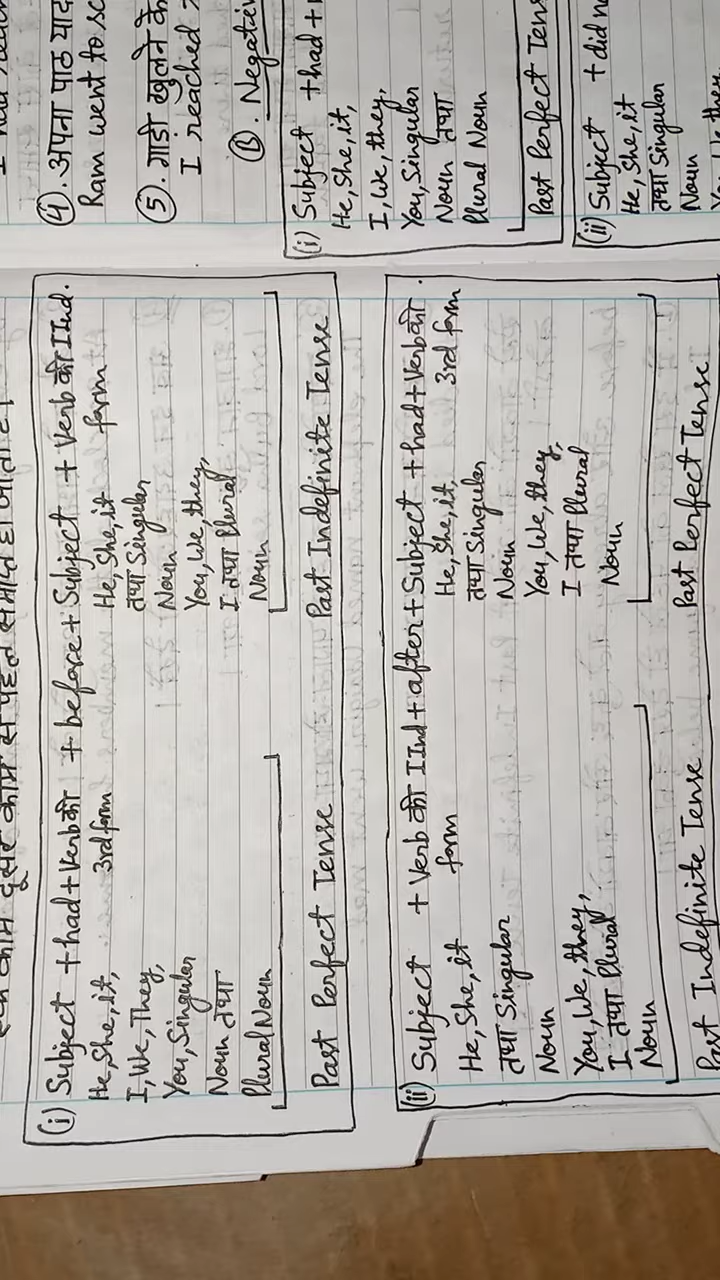 (i) Subject + had + Verb की + before + Subject + Verb की IInd.
He, She, it, 3rd form He, She, it form
I, We, They, तथा Singular
You, Singular Noun
Noun तथा You, We, they,
Plural Noun I तथा Plural
Noun
Past Perfect Tense Past Indefinite Tense
(ii) Subject + Verb की IInd + after + Subject + had + Verb की
He, She, it form He, She, it, 3rd form
तथा Singular तथा Singular
Noun Noun
You, We, they, You, We, they,
I तथा Plural I तथा Plural
Noun Noun
Past Indefinite Tense Past Perfect Tense
④. अपना पाठ याद
Ram went to sc
⑤. गाडी खुलने के
I reached
Ⓑ. Negativ
(i) Subject + had +
He, She, it,
I, We, they,
You, Singular
Noun तथा
Plural Noun
Past Perfect Tens
(ii) Subject + did n
He, She, it
तथा Singular
Noun